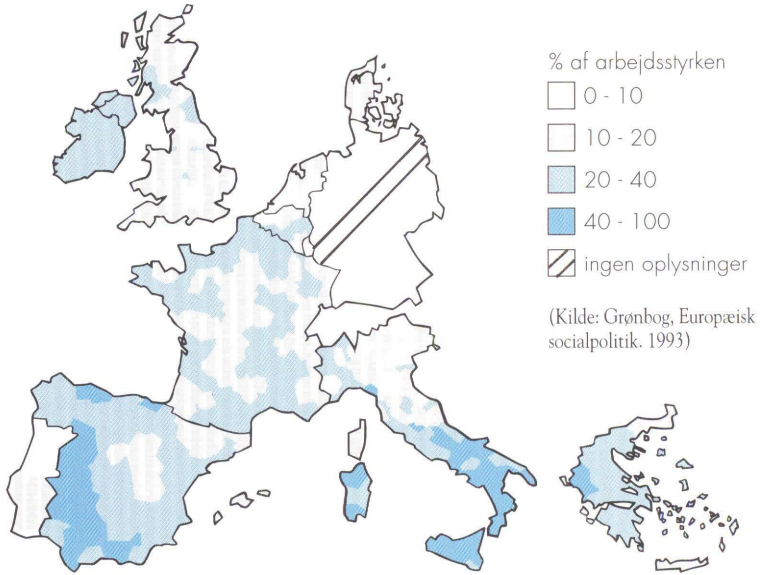 % af arbejdsstyrken
0 - 10
10 - 20
20 - 40
40 - 100
ingen oplysninger
(Kilde: Grønbog, Europæisk
socialpolitik. 1993)